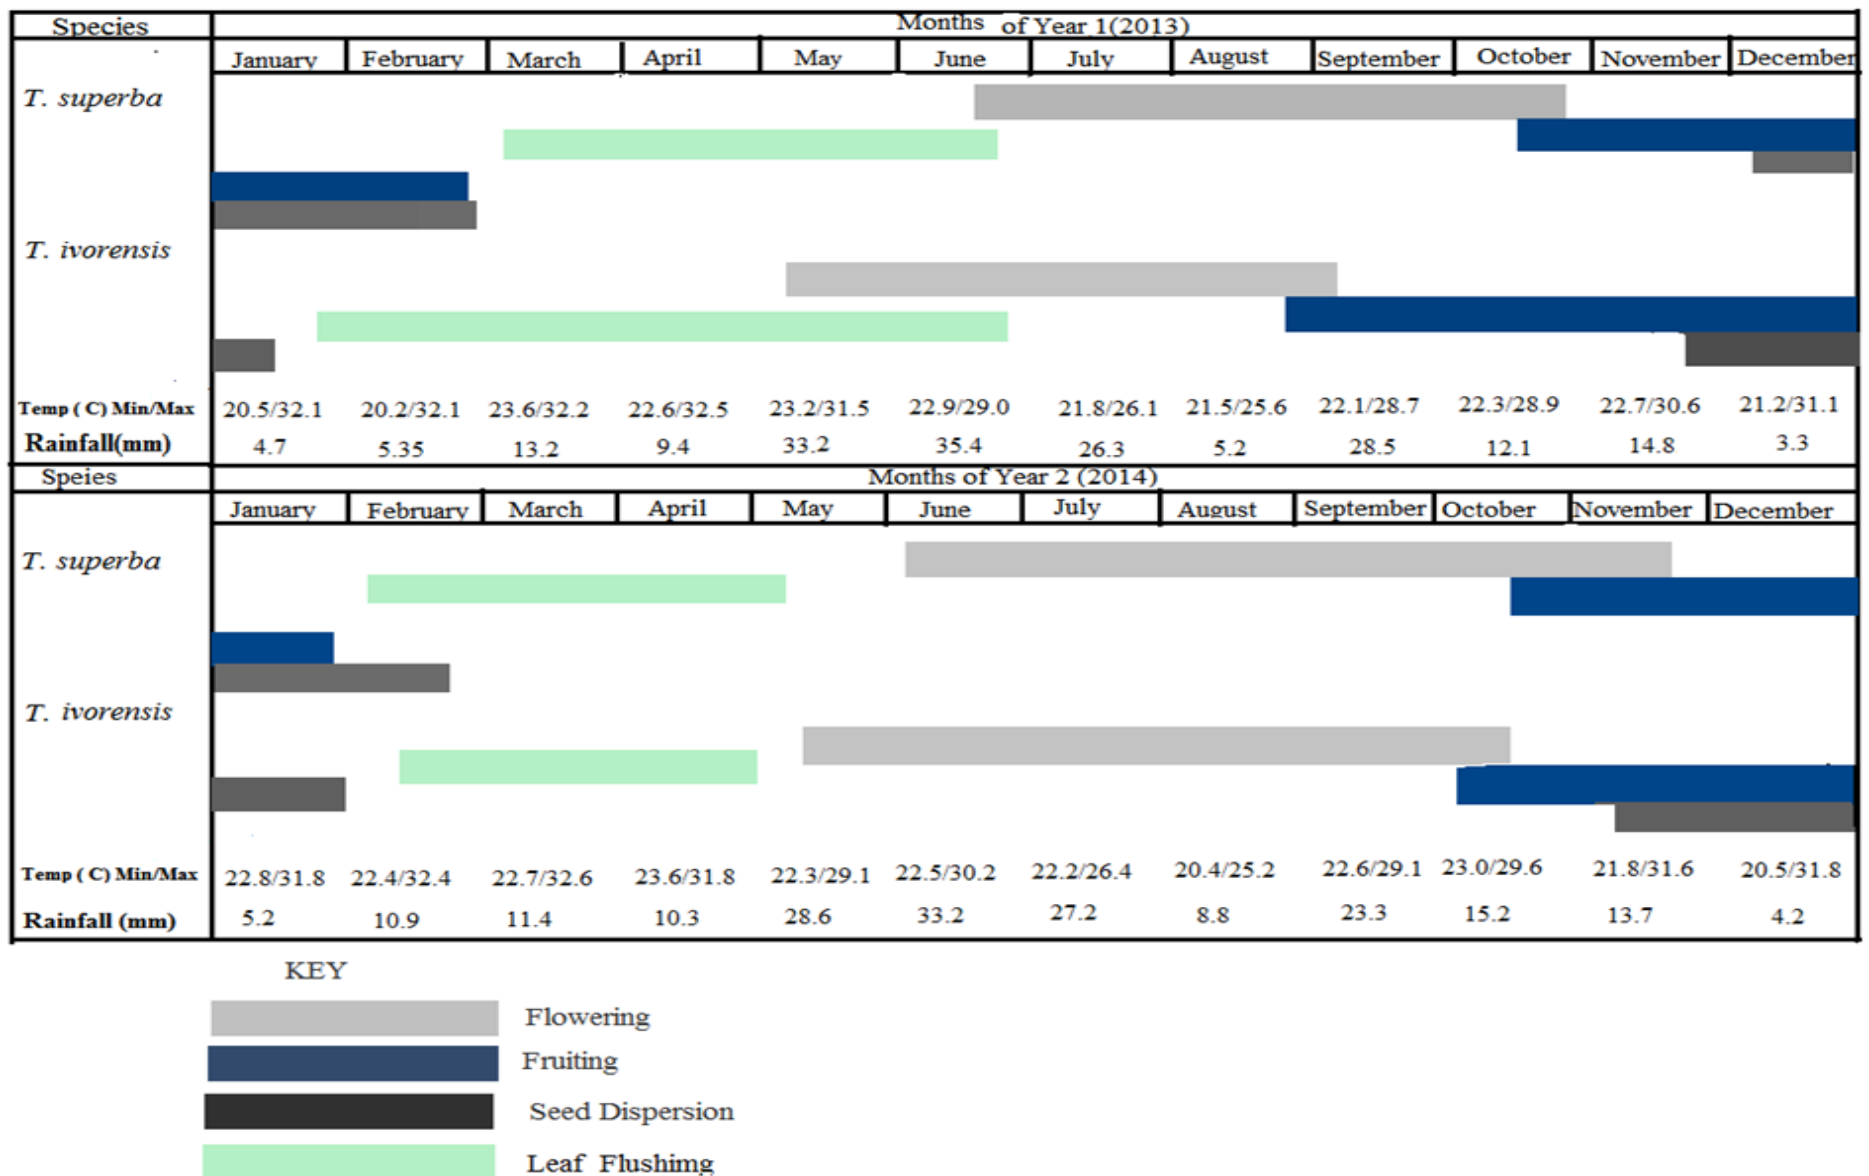 Species Months of Year 1(2013)
January February March April May June July August September October November December
T. superba
T. ivorensis
Temp ( C) Min/Max 20.5/32.1 20.2/32.1 23.6/32.2 22.6/32.5 23.2/31.5 22.9/29.0 21.8/26.1 21.5/25.6 22.1/28.7 22.3/28.9 22.7/30.6 21.2/31.1
Rainfall(mm) 4.7 5.35 13.2 9.4 33.2 35.4 26.3 5.2 28.5 12.1 14.8 3.3
Speies Months of Year 2 (2014)
January February March April May June July August September October November December
T. superba
T. ivorensis
Temp ( C) Min/Max 22.8/31.8 22.4/32.4 22.7/32.6 23.6/31.8 22.3/29.1 22.5/30.2 22.2/26.4 20.4/25.2 22.6/29.1 23.0/29.6 21.8/31.6 20.5/31.8
Rainfall (mm) 5.2 10.9 11.4 10.3 28.6 33.2 27.2 8.8 23.3 15.2 13.7 4.2
KEY
Flowering
Fruiting
Seed Dispersion
Leaf Flushimg